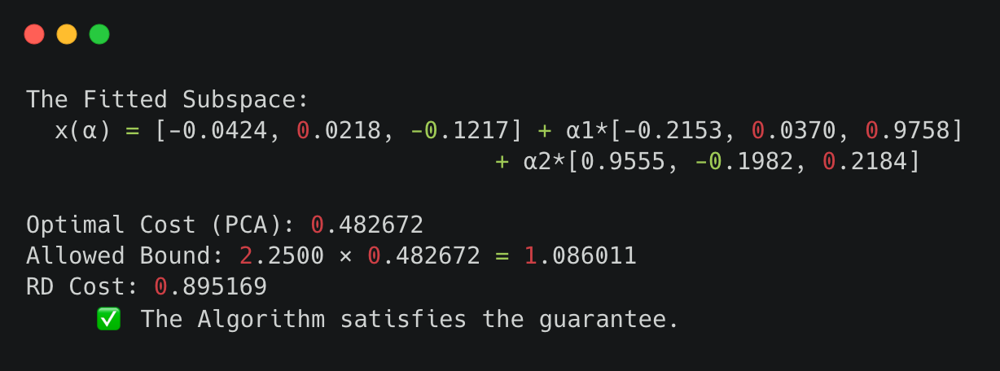 The Fitted Subspace:
x(α) = [-0.0424, 0.0218, -0.1217] + α1*[-0.2153, 0.0370, 0.9758]
+ α2*[0.9555, -0.1982, 0.2184]
Optimal Cost (PCA): 0.482672
Allowed Bound: 2.2500 × 0.482672 = 1.086011
RD Cost: 0.895169
✅ The Algorithm satisfies the guarantee.